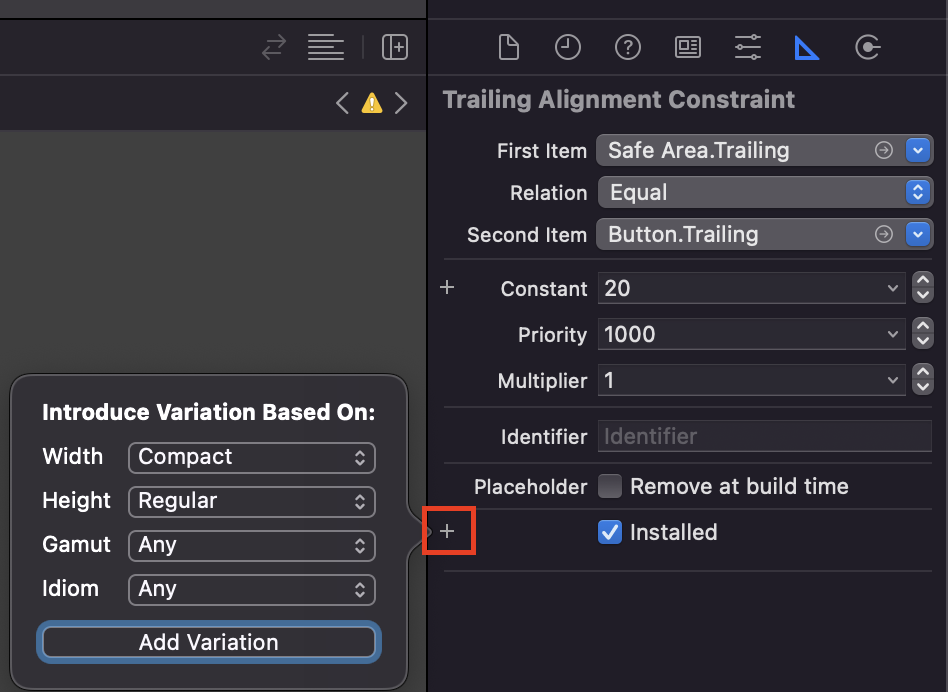 Trailing Alignment Constraint
First Item Safe Area.Trailing
Relation Equal
Second Item Button.Trailing
Constant 20
Priority 1000
Multiplier 1
Identifier Identifier
Placeholder Remove at build time
Installed
Introduce Variation Based On:
Width Compact
Height Regular
Gamut Any
Idiom Any
Add Variation